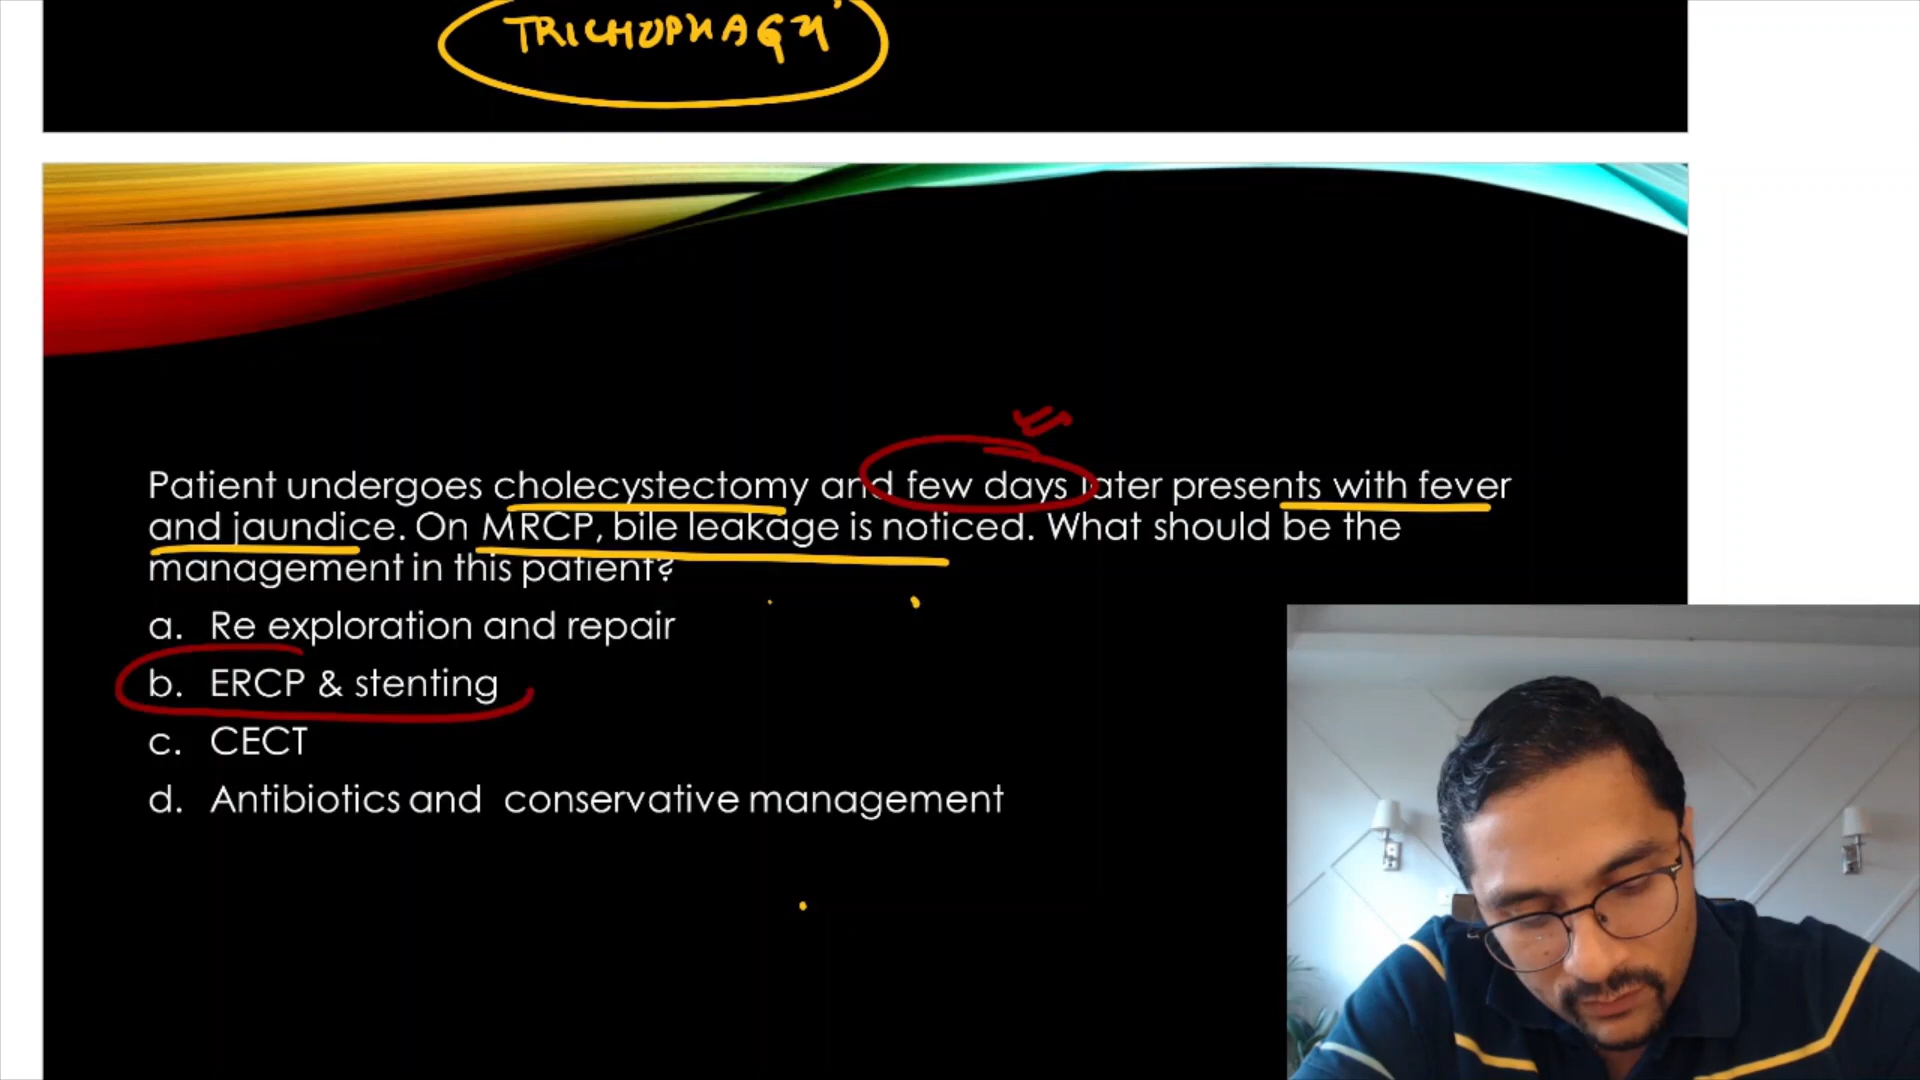 TRICHOPHAGY
Patient undergoes cholecystectomy and few days later presents with fever
and jaundice. On MRCP, bile leakage is noticed. What should be the
management in this patient?
a. Re exploration and repair
b. ERCP & stenting
c. CECT
d. Antibiotics and conservative management